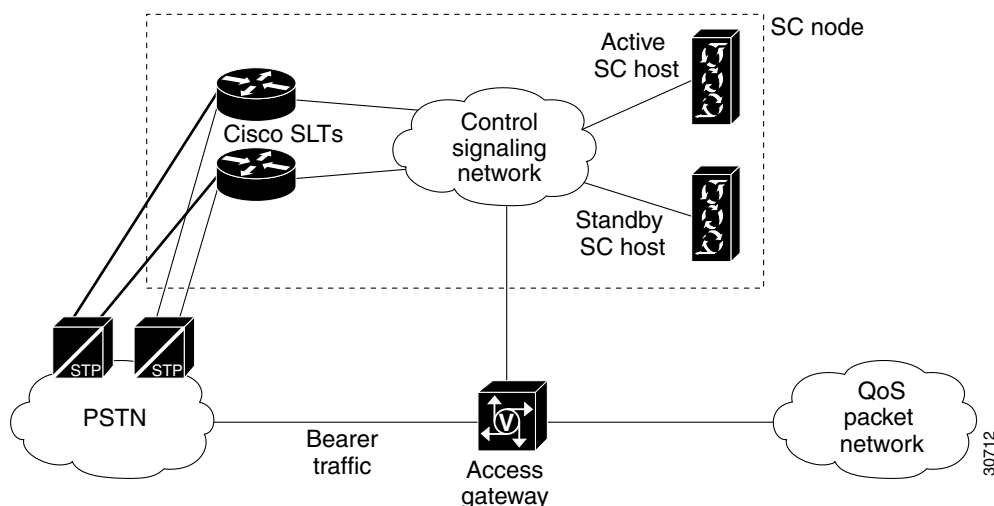 SC node
Active
SC host
Cisco SLTs
Control
signaling
network
Standby
SC host
STP
STP
PSTN
Bearer
traffic
V
Access
gateway
QoS
packet
network
30712